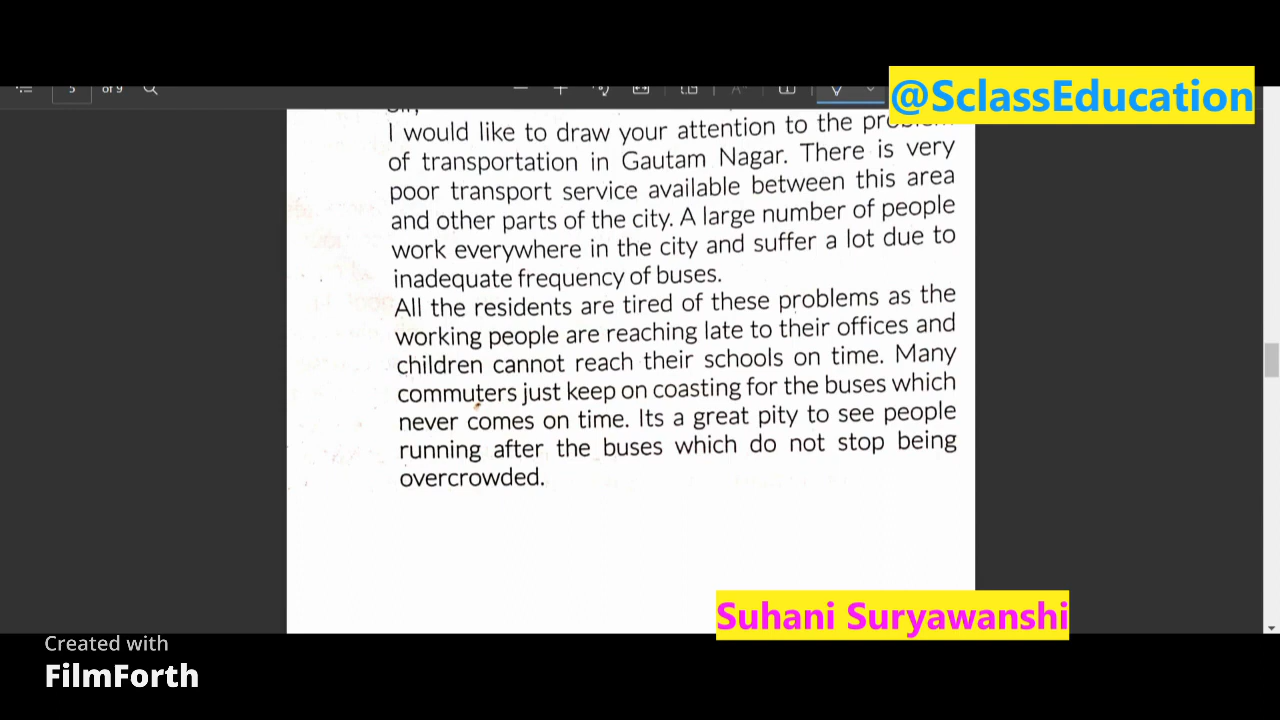 5 of 9
@SclassEducation
Sir,
I would like to draw your attention to the problem
of transportation in Gautam Nagar. There is very
poor transport service available between this area
and other parts of the city. A large number of people
work everywhere in the city and suffer a lot due to
inadequate frequency of buses.
All the residents are tired of these problems as the
working people are reaching late to their offices and
children cannot reach their schools on time. Many
commuters just keep on coasting for the buses which
never comes on time. Its a great pity to see people
running after the buses which do not stop being
overcrowded.
Suhani Suryawanshi
Created with
FilmForth